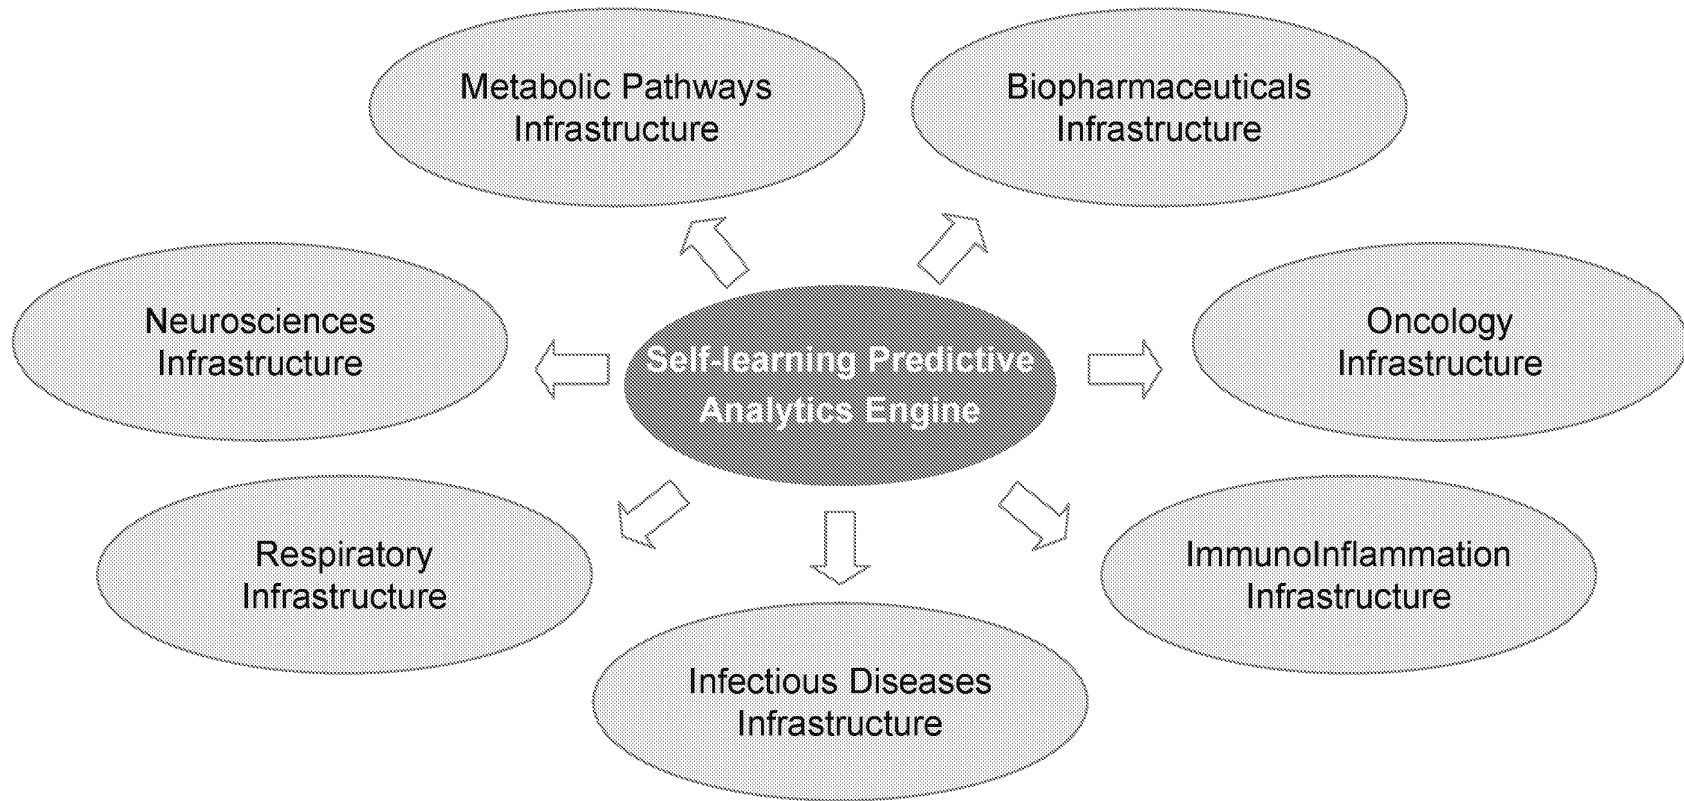 Metabolic Pathways
Infrastructure
Biopharmaceuticals
Infrastructure
Neurosciences
Infrastructure
Self-learning Predictive
Analytics Engine
Oncology
Infrastructure
Respiratory
Infrastructure
ImmunoInflammation
Infrastructure
Infectious Diseases
Infrastructure